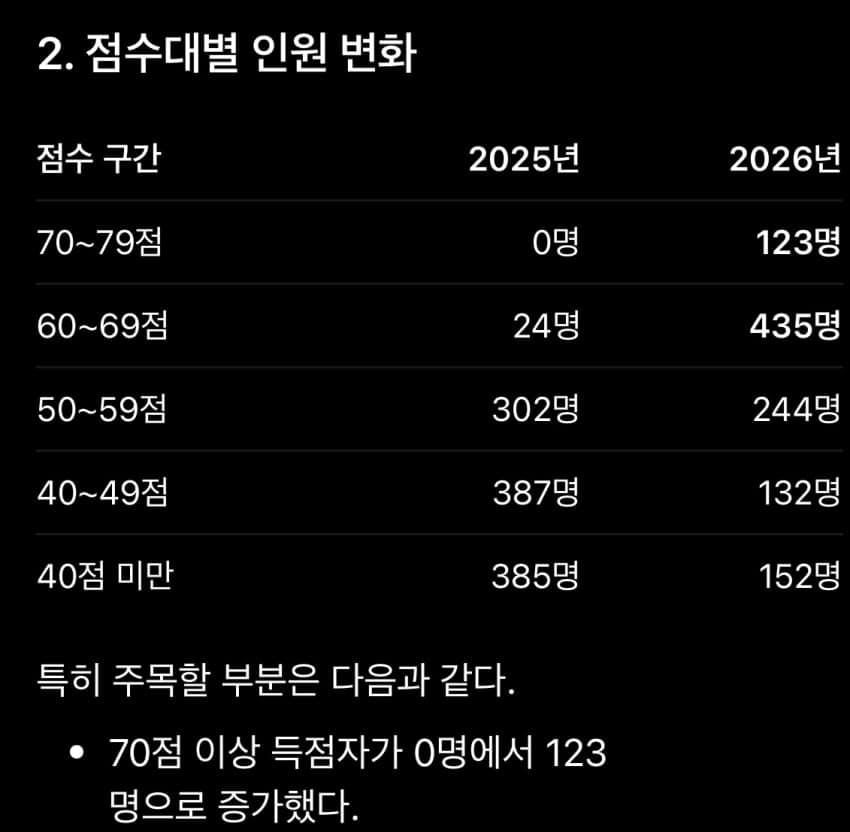 2. 점수대별 인원 변화
점수 구간 2025년 2026년
70~79점 0명 123명
60~69점 24명 435명
50~59점 302명 244명
40~49점 387명 132명
40점 미만 385명 152명
특히 주목할 부분은 다음과 같다.
• 70점 이상 득점자가 0명에서 123
명으로 증가했다.